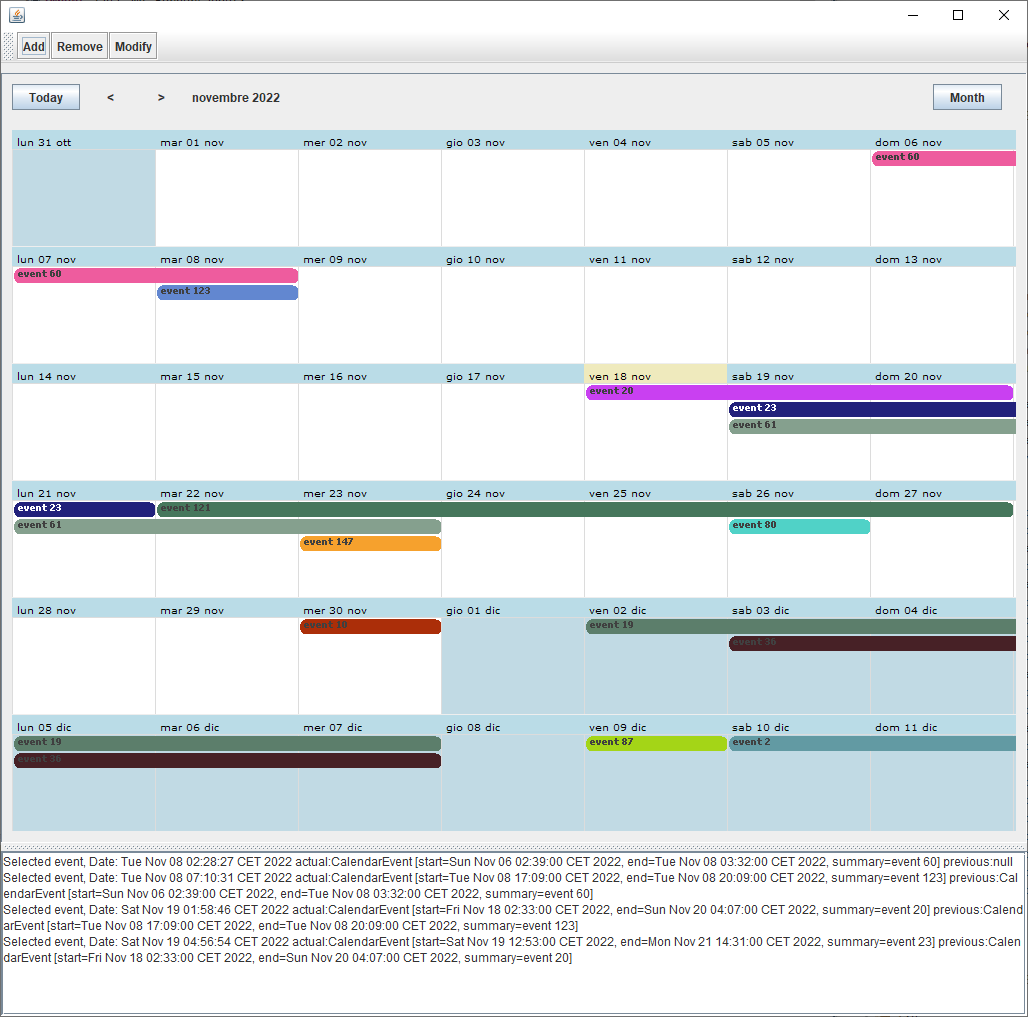 Add Remove Modify
Today < > novembre 2022 Month
lun 31 ott mar 01 nov mer 02 nov gio 03 nov ven 04 nov sab 05 nov dom 06 nov
event 60
lun 07 nov mar 08 nov mer 09 nov gio 10 nov ven 11 nov sab 12 nov dom 13 nov
event 60
event 123
lun 14 nov mar 15 nov mer 16 nov gio 17 nov ven 18 nov sab 19 nov dom 20 nov
event 20
event 23
event 61
lun 21 nov mar 22 nov mer 23 nov gio 24 nov ven 25 nov sab 26 nov dom 27 nov
event 23 event 121
event 61 event 80
event 147
lun 28 nov mar 29 nov mer 30 nov gio 01 dic ven 02 dic sab 03 dic dom 04 dic
event 10 event 19
event 36
lun 05 dic mar 06 dic mer 07 dic gio 08 dic ven 09 dic sab 10 dic dom 11 dic
event 19 event 87 event 2
event 36
Selected event, Date: Tue Nov 08 02:28:27 CET 2022 actual:CalendarEvent [start=Sun Nov 06 02:39:00 CET 2022, end=Tue Nov 08 03:32:00 CET 2022, summary=event 60] previous:null
Selected event, Date: Tue Nov 08 07:10:31 CET 2022 actual:CalendarEvent [start=Tue Nov 08 17:09:00 CET 2022, end=Tue Nov 08 20:09:00 CET 2022, summary=event 123] previous:Cal
endarEvent [start=Sun Nov 06 02:39:00 CET 2022, end=Tue Nov 08 03:32:00 CET 2022, summary=event 60]
Selected event, Date: Sat Nov 19 01:58:46 CET 2022 actual:CalendarEvent [start=Fri Nov 18 02:33:00 CET 2022, end=Sun Nov 20 04:07:00 CET 2022, summary=event 20] previous:Calend
arEvent [start=Tue Nov 08 17:09:00 CET 2022, end=Tue Nov 08 20:09:00 CET 2022, summary=event 123]
Selected event, Date: Sat Nov 19 04:56:54 CET 2022 actual:CalendarEvent [start=Sat Nov 19 12:53:00 CET 2022, end=Mon Nov 21 14:31:00 CET 2022, summary=event 23] previous:Calen
darEvent [start=Fri Nov 18 02:33:00 CET 2022, end=Sun Nov 20 04:07:00 CET 2022, summary=event 20]